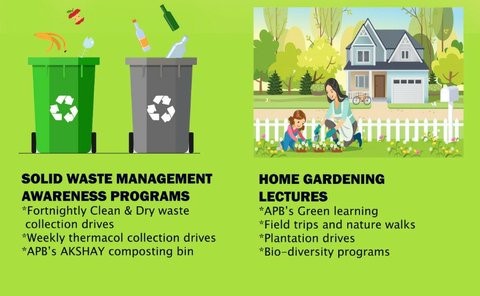 SOLID WASTE MANAGEMENT
AWARENESS PROGRAMS
*Fortnightly Clean & Dry waste
collection drives
*Weekly thermacol collection drives
*APB's AKSHAY composting bin
HOME GARDENING
LECTURES
*APB's Green learning
*Field trips and nature walks
*Plantation drives
*Bio-diversity programs